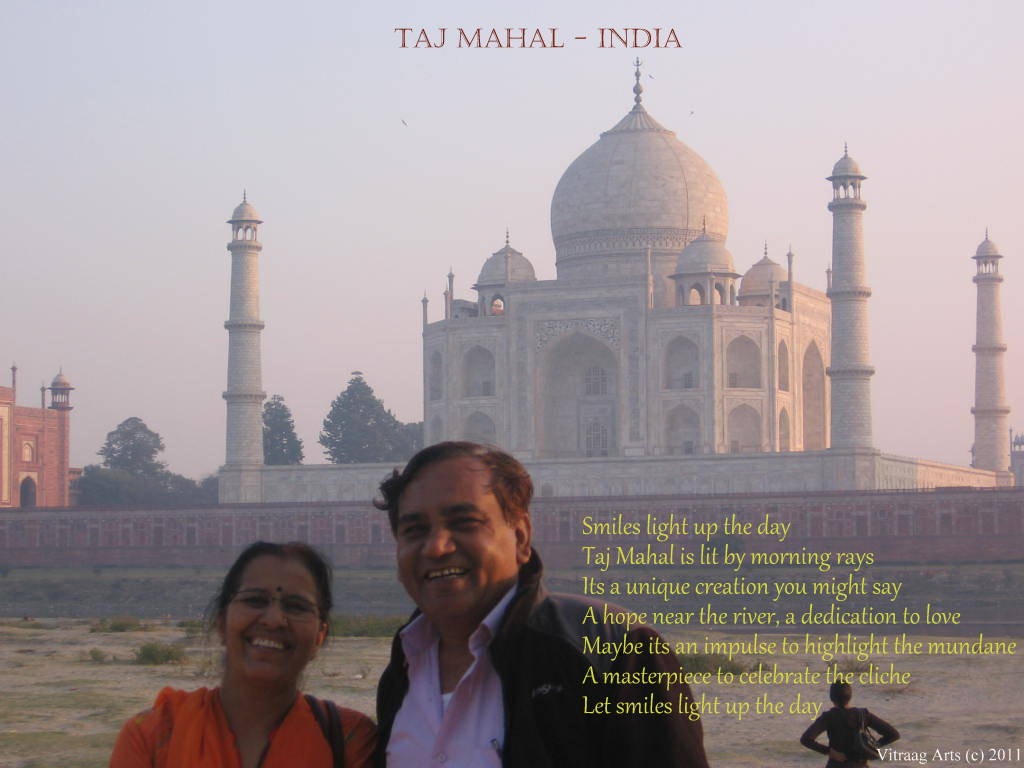 TAJ MAHAL - INDIA
Smiles light up the day
Taj Mahal is lit by morning rays
Its a unique creation you might say
A hope near the river, a dedication to love
Maybe its an impulse to highlight the mundane
A masterpiece to celebrate the cliche
Let smiles light up the day
Vitraag Arts (c) 2011